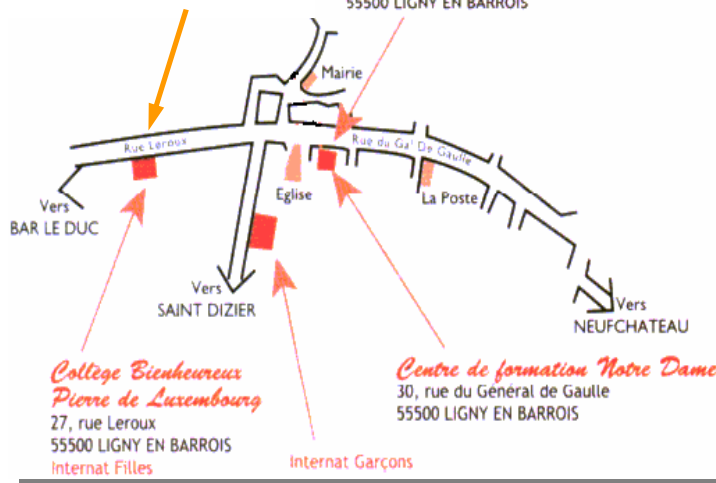 55500 LIGNY EN BARROIS
Mairie
Rue Leroux
Rue du Gal De Gaulle
Eglise
La Poste
Vers
BAR LE DUC
Vers
SAINT DIZIER
Vers
NEUFCHATEAU
Collège Bienheureux
Pierre de Luxembourg
27, rue Leroux
55500 LIGNY EN BARROIS
Internat Filles
Internat Garçons
Centre de formation Notre Dame
30, rue du Général de Gaulle
55500 LIGNY EN BARROIS